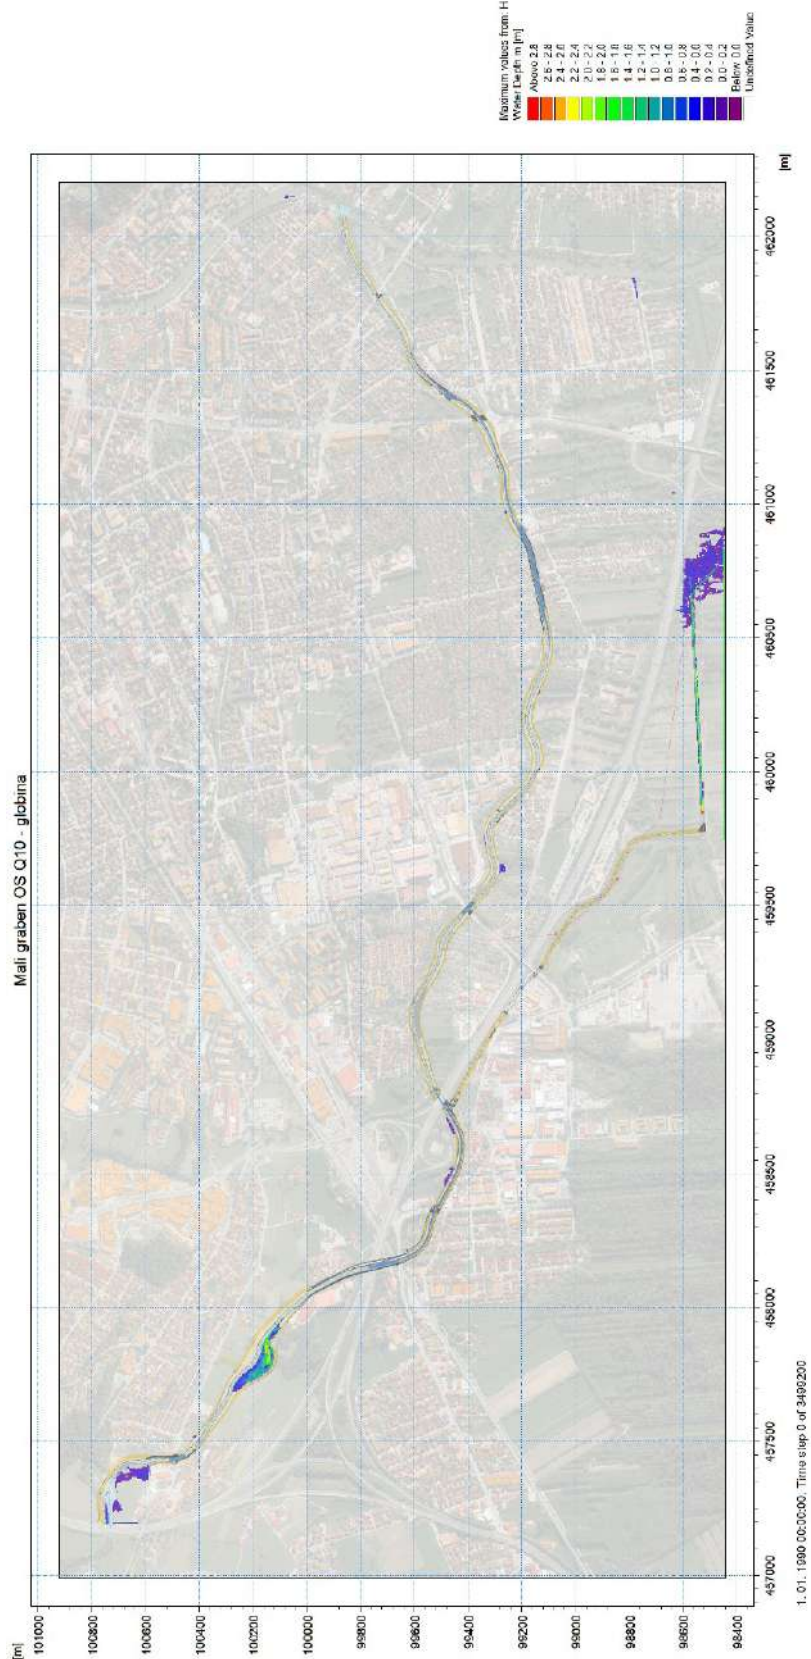 Mali graben OS Q10 - globina
[m]
101000
100800
100600
100400
100200
100000
99800
99600
99400
99200
99000
98800
98600
98400
457000
457500
458000
458500
459000
459500
460000
460500
461000
461500
462000
[m]
Maximum values from: H
Water Depth m [m]
Above 2.8
2.6 - 2.8
2.4 - 2.6
2.2 - 2.4
2.0 - 2.2
1.8 - 2.0
1.6 - 1.8
1.4 - 1.6
1.2 - 1.4
1.0 - 1.2
0.8 - 1.0
0.6 - 0.8
0.4 - 0.6
0.2 - 0.4
0.0 - 0.2
Below 0.0
Undefined Value
1. 01. 1990 00:00:00, Time step 0 of 3499200